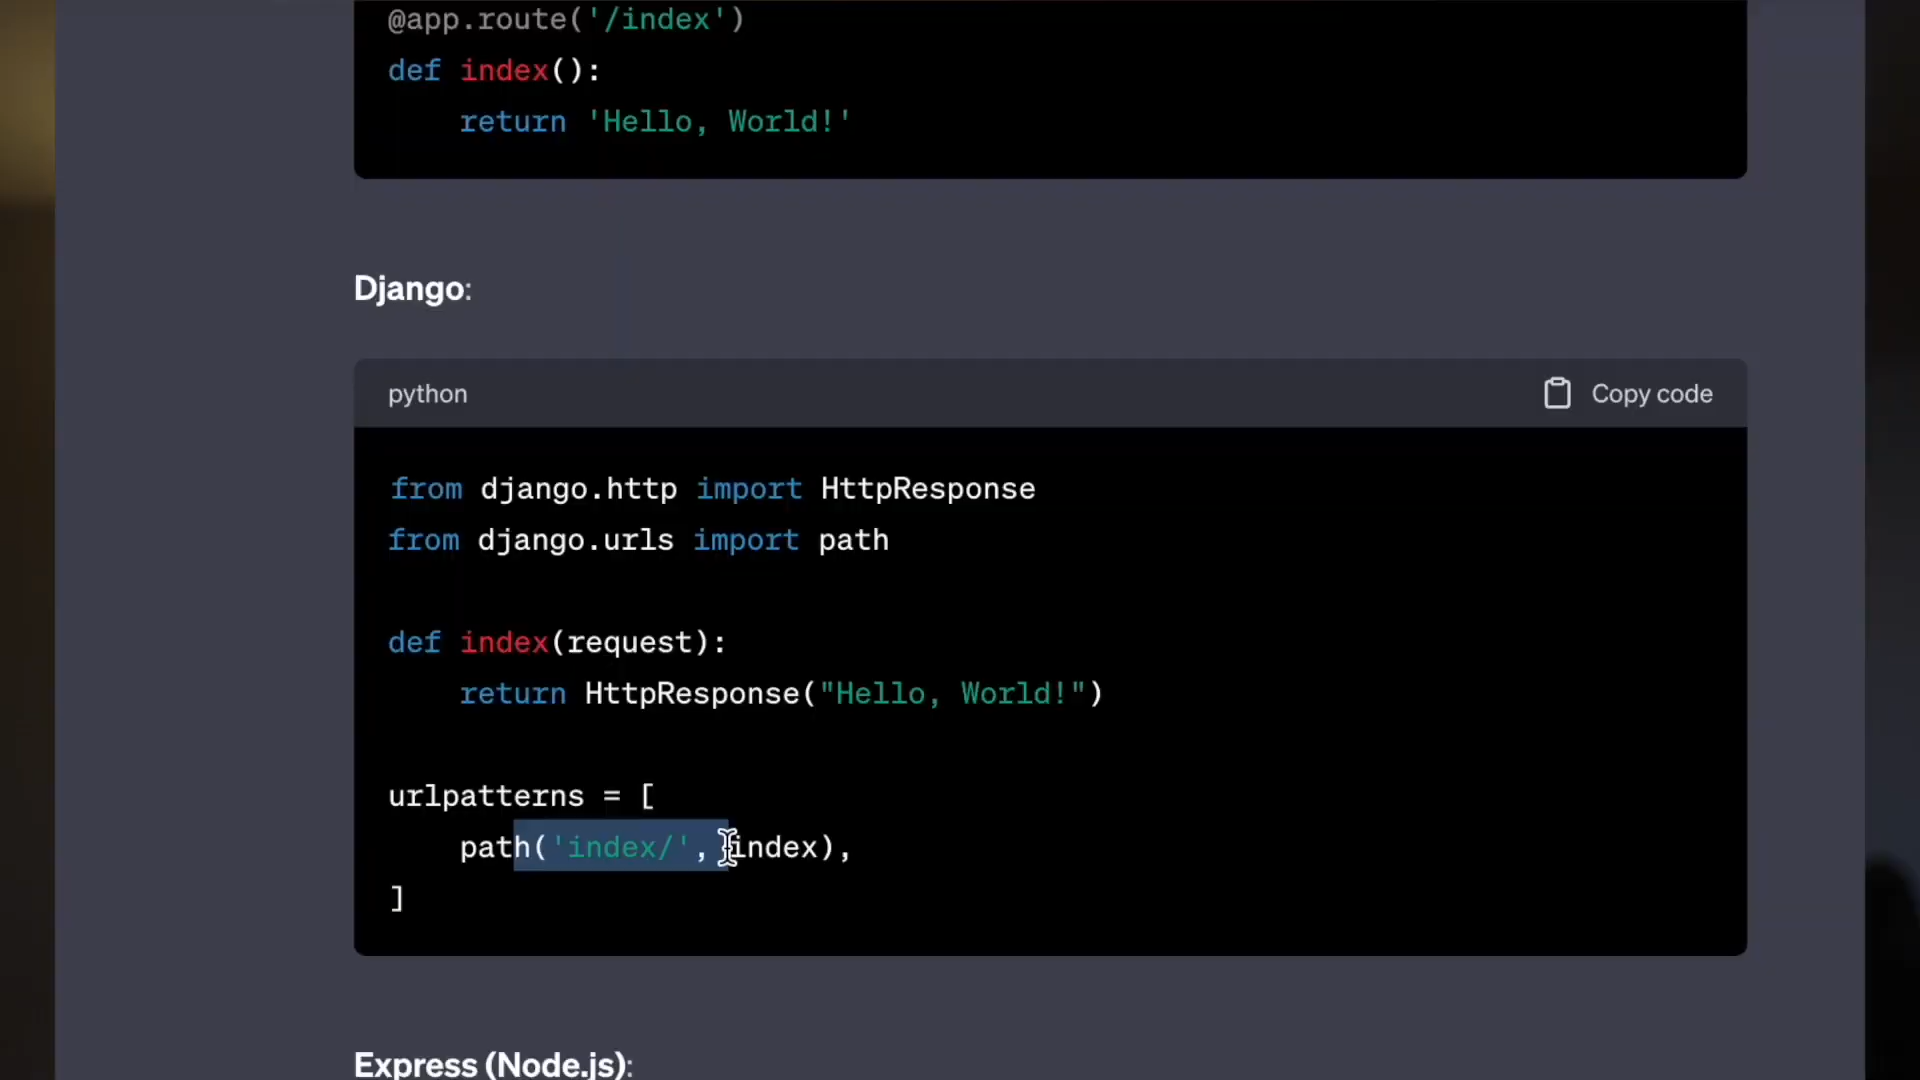 @app.route('/index')
def index():
    return 'Hello, World!'
Django:
python
Copy code
from django.http import HttpResponse
from django.urls import path
def index(request):
    return HttpResponse("Hello, World!")
urlpatterns = [
    path('index/', index),
]
Express (Node.js):